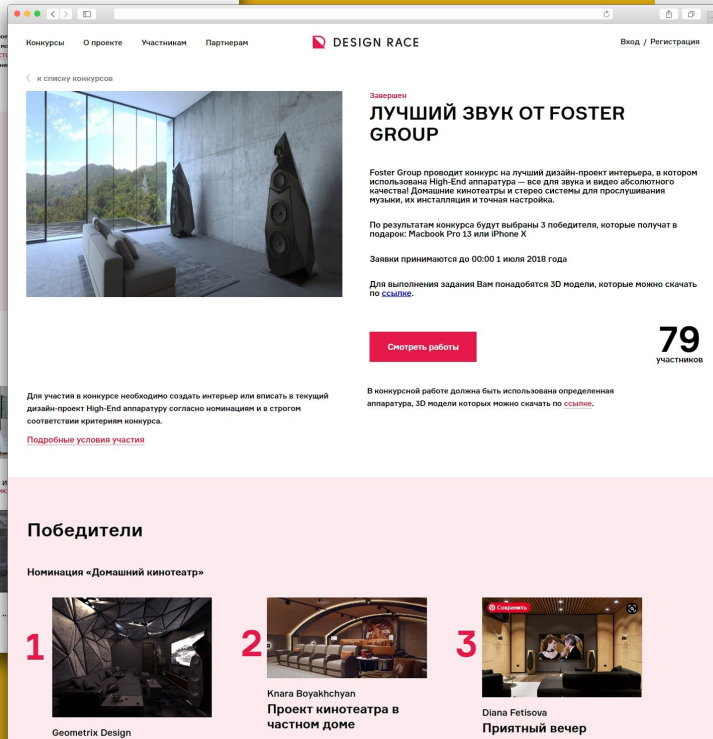 Конкурсы О проекте Участникам Партнерам DESIGN RACE Вход / Регистрация
к списку конкурсов
Завершен
ЛУЧШИЙ ЗВУК ОТ FOSTER
GROUP
Foster Group проводит конкурс на лучший дизайн-проект интерьера, в котором
использована High-End аппаратура — все для звука и видео абсолютного
качества! Домашние кинотеатры и стерео системы для прослушивания
музыки, их инсталляция и точная настройка.
По результатам конкурса будут выбраны 3 победителя, которые получат в
подарок: Macbook Pro 13 или iPhone X
Заявки принимаются до 00:00 1 июля 2018 года
Для выполнения задания Вам понадобятся 3D модели, которые можно скачать
по ссылке.
Смотреть работы
79
участников
Для участия в конкурсе необходимо создать интерьер или вписать в текущий
дизайн-проект High-End аппаратуру согласно номинациям и в строгом
соответствии критериям конкурса.
Подробные условия участия
В конкурсной работе должна быть использована определенная
аппаратура, 3D модели которых можно скачать по ссылке.
Победители
Номинация «Домашний кинотеатр»
1
Geometrix Design
2
Knara Boyakhchyan
Проект кинотеатра в
частном доме
3
Сохранить
Diana Fetisova
Приятный вечер